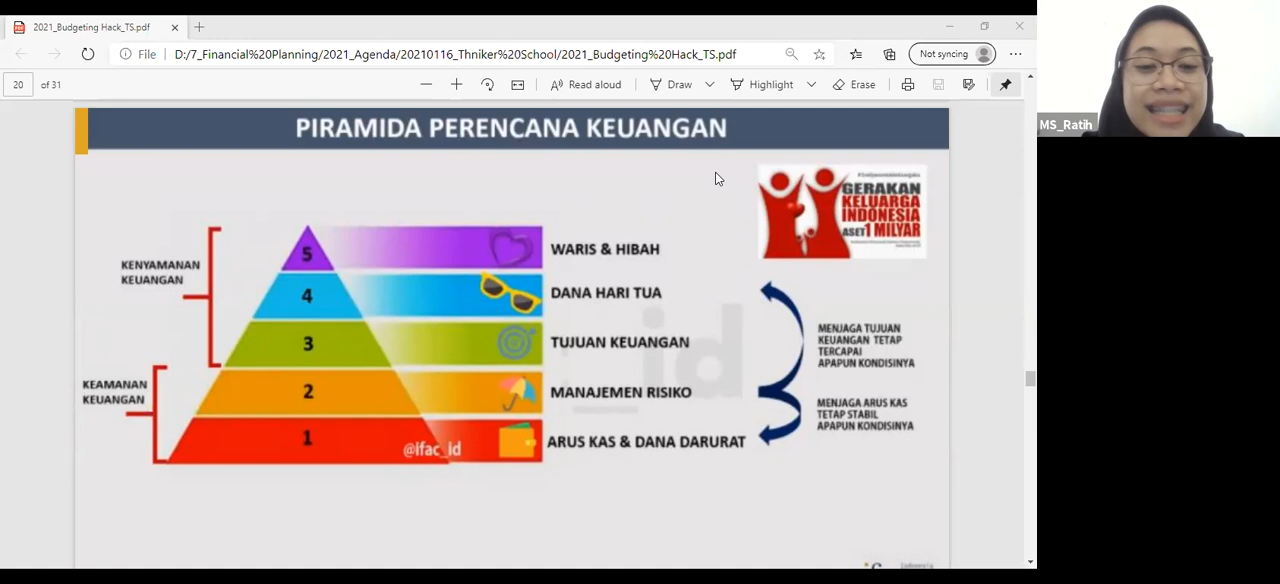 2021_Budgeting Hack_TS.pdf
File
D:/7_Financial%20Planning/2021_Agenda/20210116_Thniker%20School/2021_Budgeting%20Hack_TS.pdf
Not syncing
20 of 31
Read aloud
Draw
Highlight
Erase
MS_Ratih
PIRAMIDA PERENCANA KEUANGAN
GERAKAN
KELUARGA
INDONESIA
ASET 1 MILYAR
KENYAMANAN
KEUANGAN
5
WARIS & HIBAH
4
DANA HARI TUA
3
TUJUAN KEUANGAN
MENJAGA TUJUAN
KEUANGAN TETAP
TERCAPAI
APAPUN KONDISINYA
KEAMANAN
KEUANGAN
2
MANAJEMEN RISIKO
MENJAGA ARUS KAS
TETAP STABIL
APAPUN KONDISINYA
1
ARUS KAS & DANA DARURAT
@ifac_id
_id